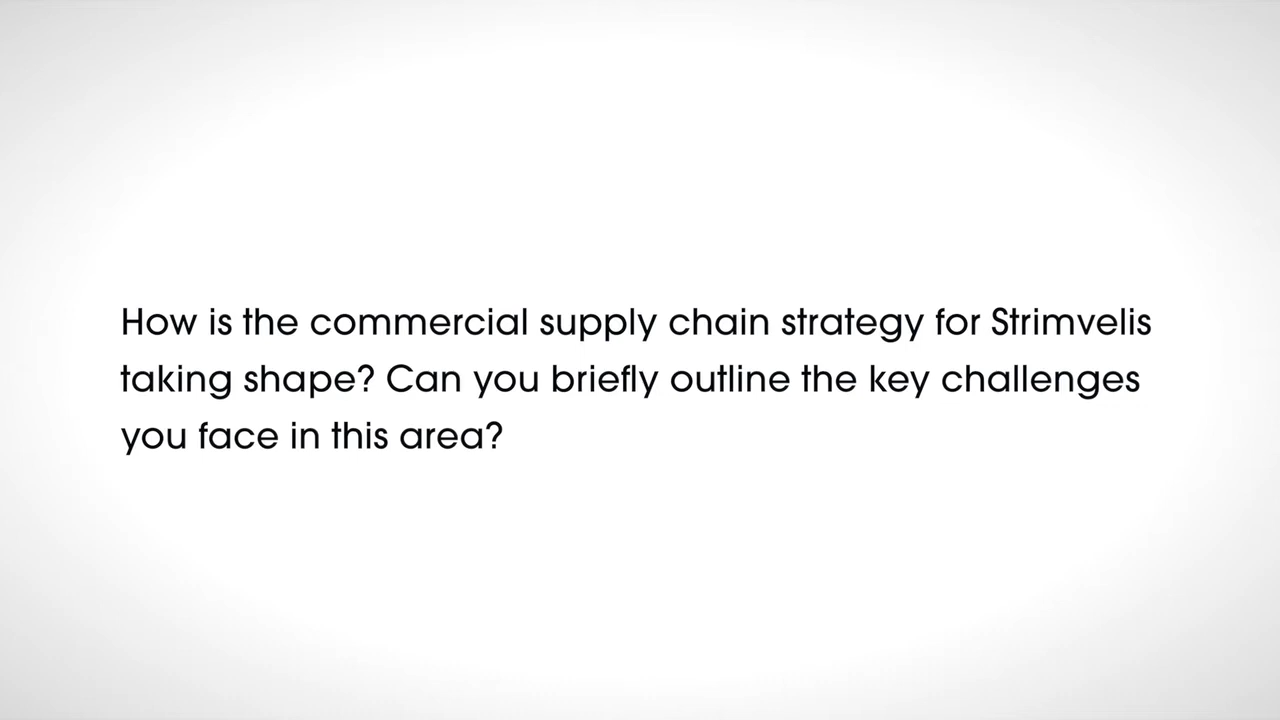 How is the commercial supply chain strategy for Strimvelis
taking shape? Can you briefly outline the key challenges
you face in this area?